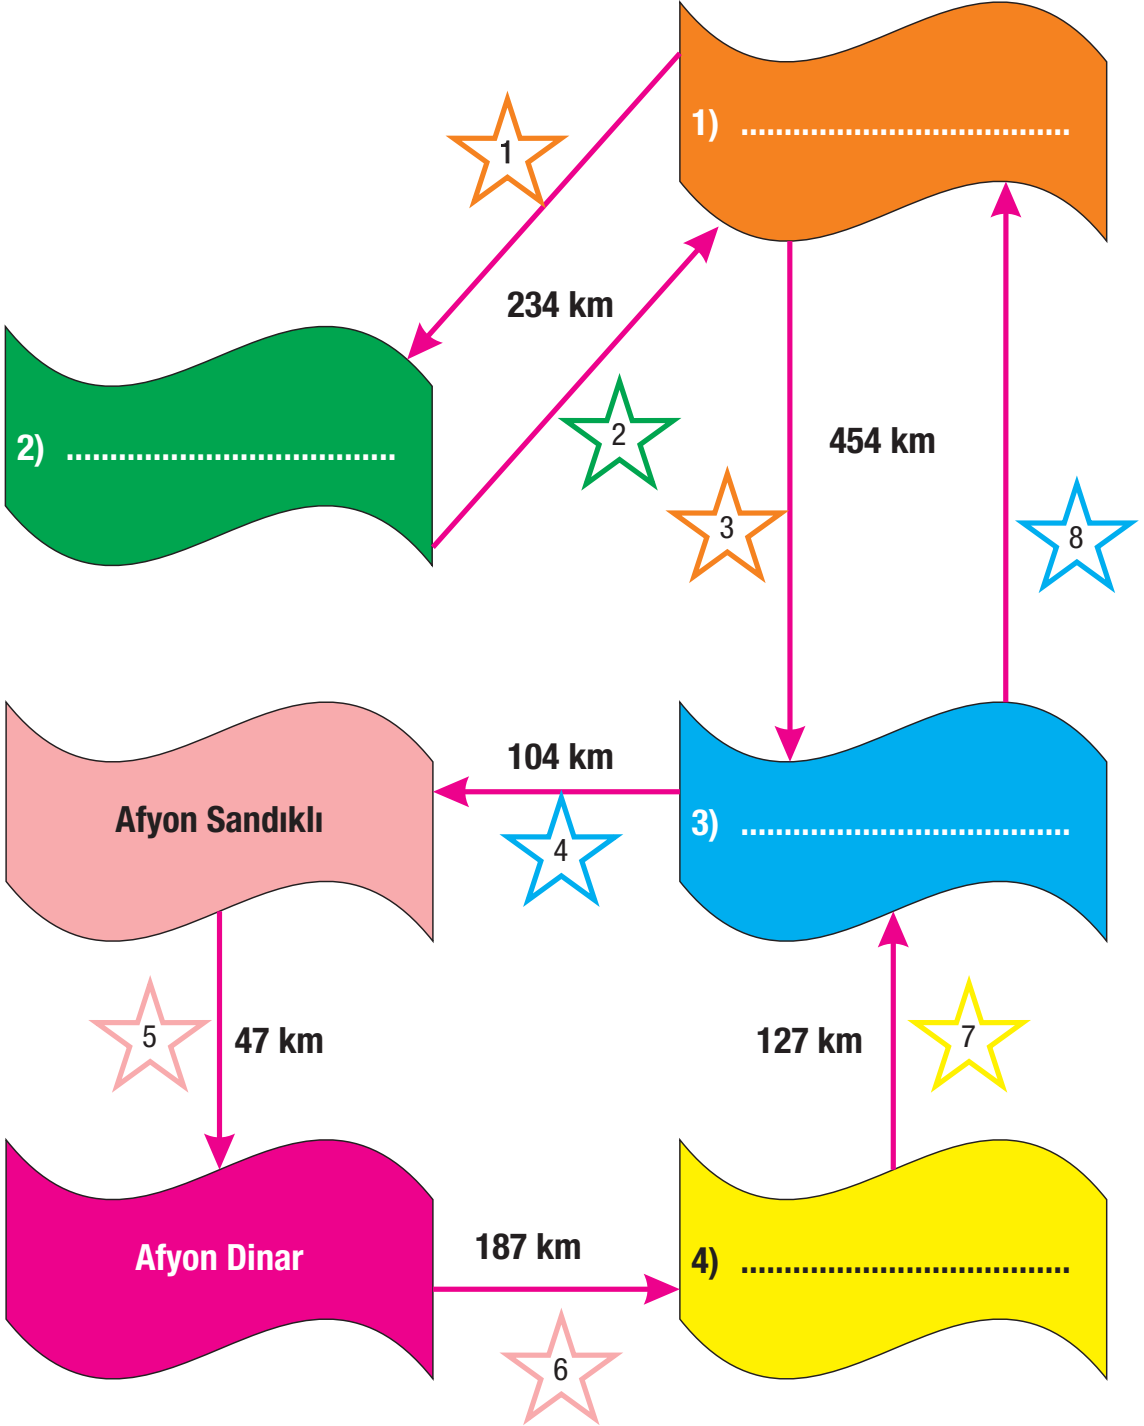 1) .....................................
1
234 km
2) .....................................
2
454 km
3
8
104 km
Afyon Sandıklı
3) .....................................
4
5
47 km
127 km
7
187 km
Afyon Dinar
4) .....................................
6